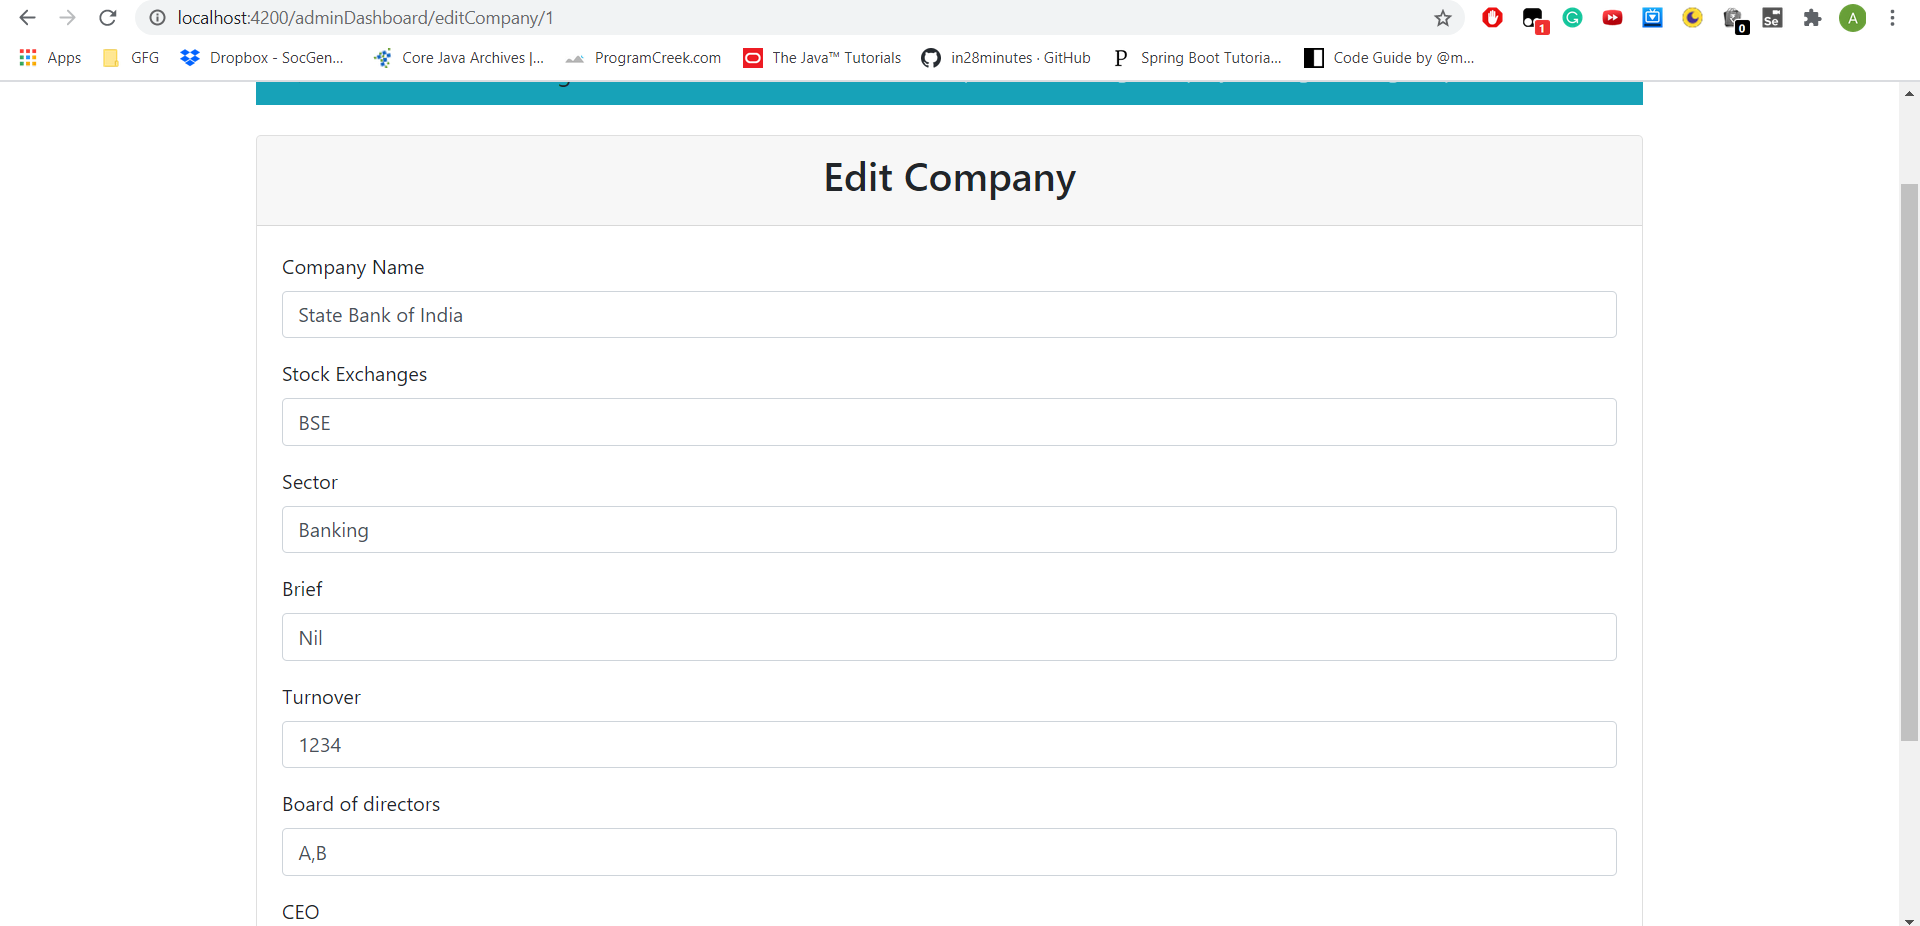 localhost:4200/adminDashboard/editCompany/1
1
0
Se
A
Apps
GFG
Dropbox - SocGen...
Core Java Archives |...
ProgramCreek.com
The Java™ Tutorials
in28minutes · GitHub
P
Spring Boot Tutoria...
Code Guide by @m...
Edit Company
Company Name
State Bank of India
Stock Exchanges
BSE
Sector
Banking
Brief
Nil
Turnover
1234
Board of directors
A,B
CEO